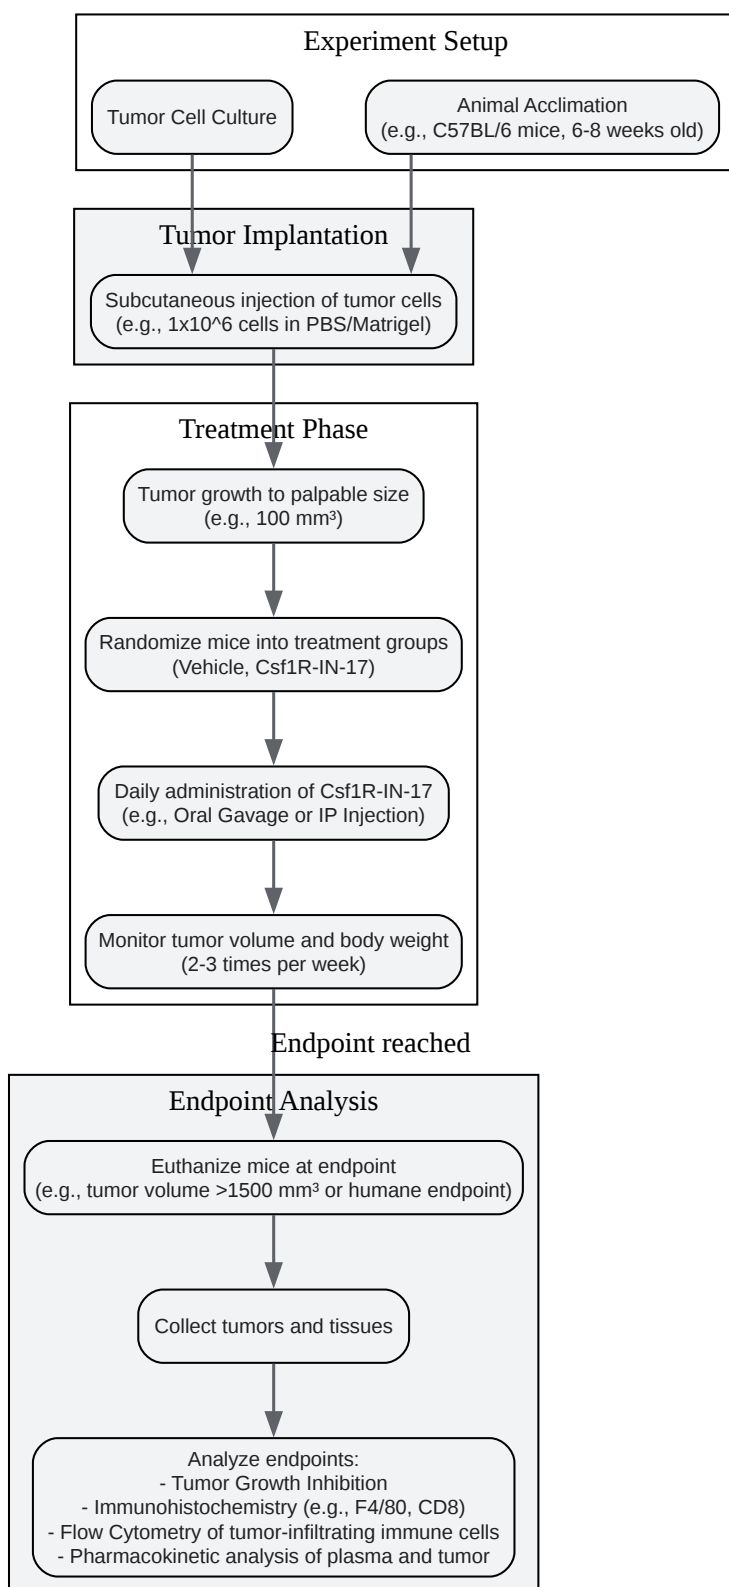 Experiment Setup
Tumor Cell Culture
Animal Acclimation
(e.g., C57BL/6 mice, 6-8 weeks old)
Tumor Implantation
Subcutaneous injection of tumor cells
(e.g., 1x10^6 cells in PBS/Matrigel)
Treatment Phase
Tumor growth to palpable size
(e.g., 100 mm³)
Randomize mice into treatment groups
(Vehicle, Csf1R-IN-17)
Daily administration of Csf1R-IN-17
(e.g., Oral Gavage or IP Injection)
Monitor tumor volume and body weight
(2-3 times per week)
Endpoint reached
Endpoint Analysis
Euthanize mice at endpoint
(e.g., tumor volume >1500 mm³ or humane endpoint)
Collect tumors and tissues
Analyze endpoints:
- Tumor Growth Inhibition
- Immunohistochemistry (e.g., F4/80, CD8)
- Flow Cytometry of tumor-infiltrating immune cells
- Pharmacokinetic analysis of plasma and tumor